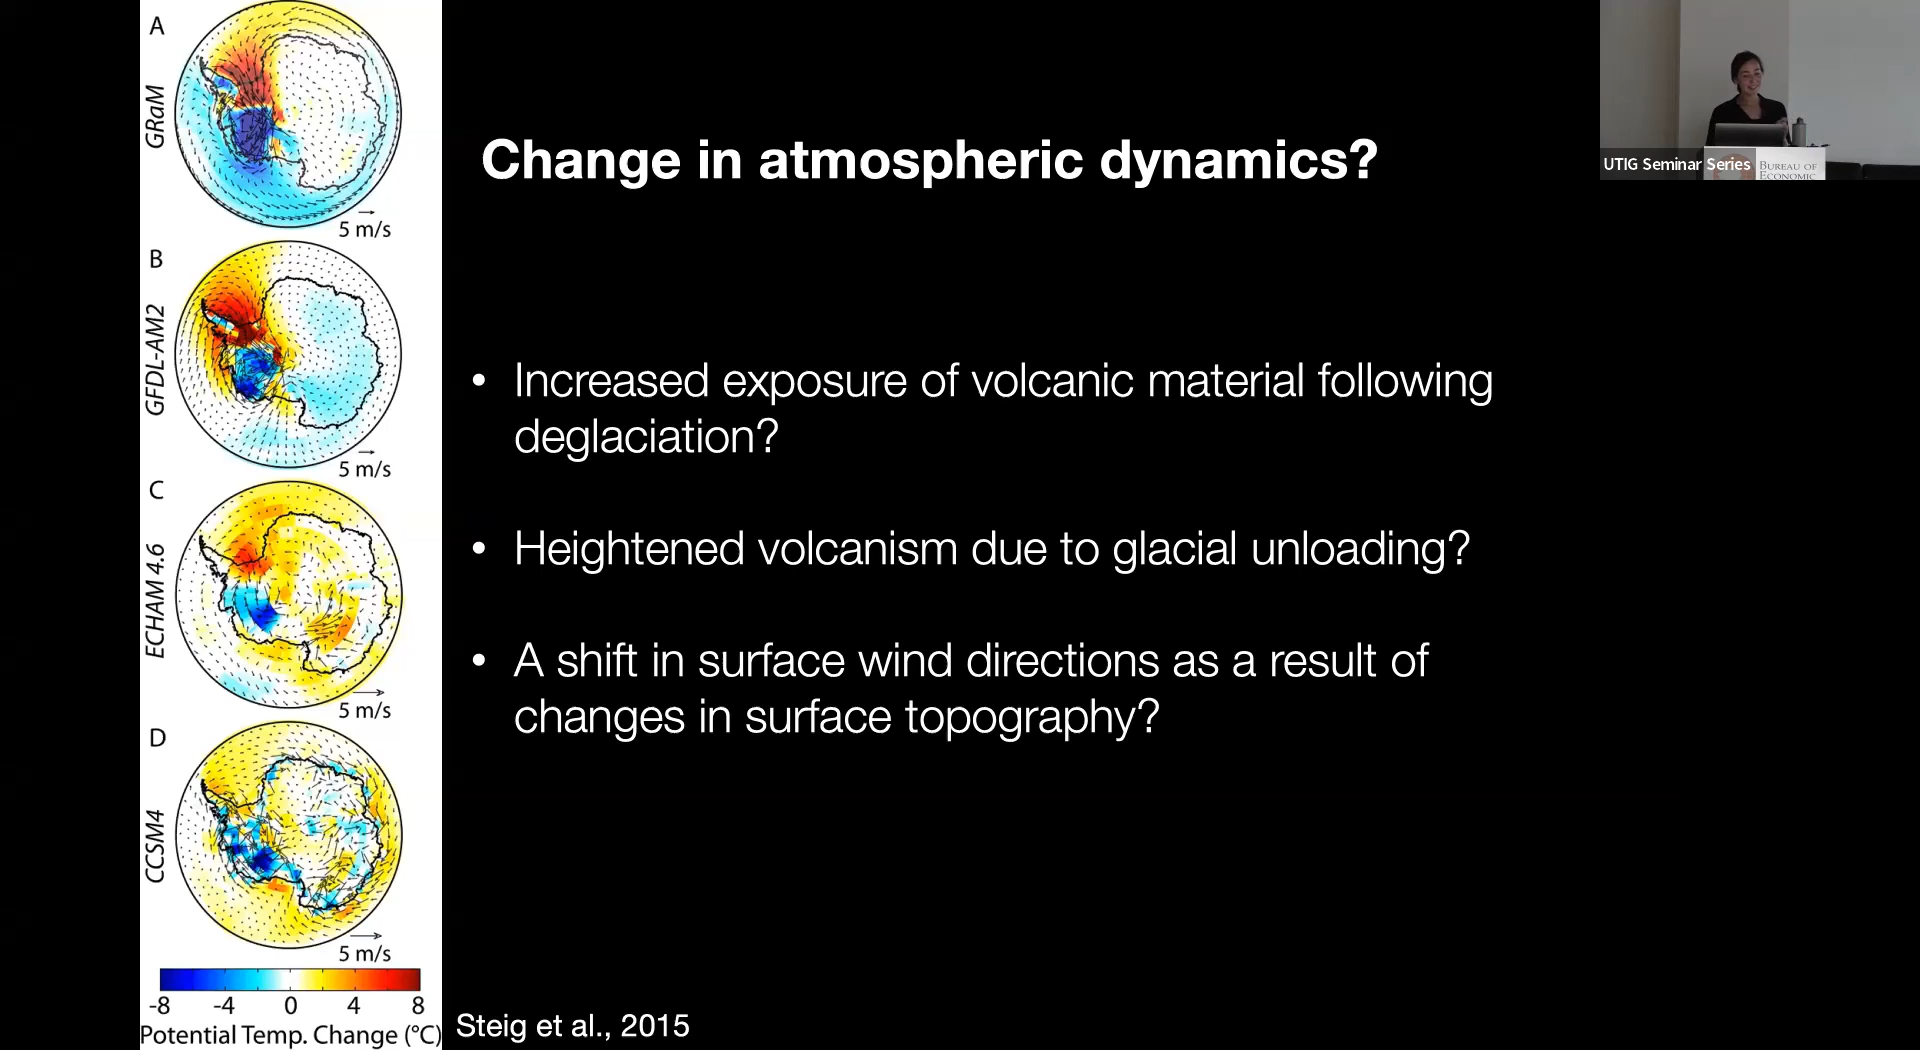 A
GRaM
5 m/s
B
GFDL-AM2
5 m/s
C
ECHAM 4.6
5 m/s
D
CCSM4
5 m/s
-8 -4 0 4 8
Potential Temp. Change (°C)
Change in atmospheric dynamics?
• Increased exposure of volcanic material following
deglaciation?
• Heightened volcanism due to glacial unloading?
• A shift in surface wind directions as a result of
changes in surface topography?
Steig et al., 2015
UTIG Seminar Series
BUREAU OF
ECONOMIC